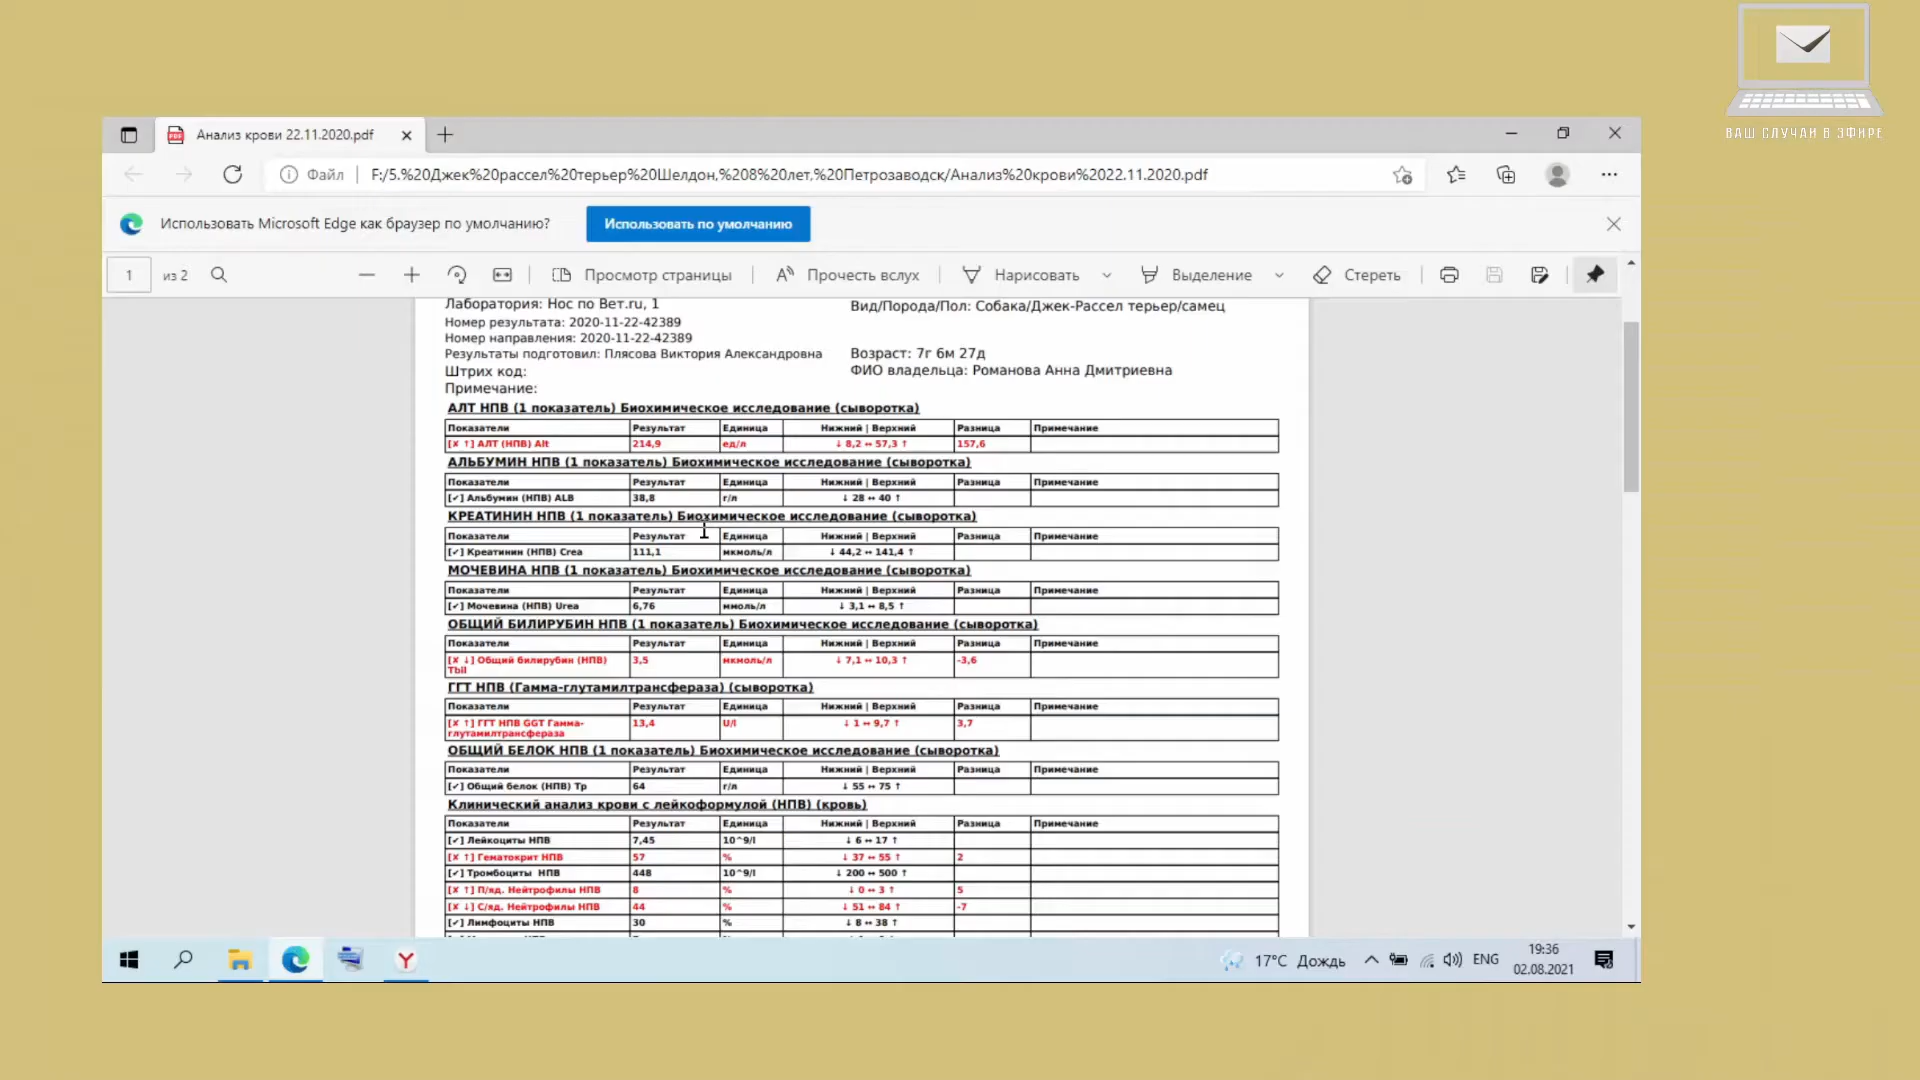 ВАШ СЛУЧАЙ В ЭФИРЕ
Анализ крови 22.11.2020.pdf
Файл F:/5.%20Джек%20рассел%20терьер%20Шелдон,%208%20лет,%20Петрозаводск/Анализ%20крови%2022.11.2020.pdf
Использовать Microsoft Edge как браузер по умолчанию? Использовать по умолчанию
1 из 2 Просмотр страницы Прочесть вслух Нарисовать Выделение Стереть
Лаборатория: Нос по Вет.ru, 1 Вид/Порода/Пол: Собака/Джек-Рассел терьер/самец
Номер результата: 2020-11-22-42389
Номер направления: 2020-11-22-42389
Результаты подготовил: Плясова Виктория Александровна Возраст: 7г 6м 27д
Штрих код: ФИО владельца: Романова Анна Дмитриевна
Примечание:
АЛТ НПВ (1 показатель) Биохимическое исследование (сыворотка)
Показатели Результат Единица Нижний | Верхний Разница Примечание
[✗ ↑] АЛТ (НПВ) Alt 214,9 ед/л ↓ 8,2 ↔ 57,3 ↑ 157,6
АЛЬБУМИН НПВ (1 показатель) Биохимическое исследование (сыворотка)
Показатели Результат Единица Нижний | Верхний Разница Примечание
[✓] Альбумин (НПВ) ALB 38,8 г/л ↓ 28 ↔ 40 ↑
КРЕАТИНИН НПВ (1 показатель) Биохимическое исследование (сыворотка)
Показатели Результат Единица Нижний | Верхний Разница Примечание
[✓] Креатинин (НПВ) Crea 111,1 мкмоль/л ↓ 44,2 ↔ 141,4 ↑
МОЧЕВИНА НПВ (1 показатель) Биохимическое исследование (сыворотка)
Показатели Результат Единица Нижний | Верхний Разница Примечание
[✓] Мочевина (НПВ) Urea 6,76 ммоль/л ↓ 3,1 ↔ 8,5 ↑
ОБЩИЙ БИЛИРУБИН НПВ (1 показатель) Биохимическое исследование (сыворотка)
Показатели Результат Единица Нижний | Верхний Разница Примечание
[✗ ↓] Общий билирубин (НПВ) 3,5 мкмоль/л ↓ 7,1 ↔ 10,3 ↑ -3,6
Tbil
ГГТ НПВ (Гамма-глутамилтрансфераза) (сыворотка)
Показатели Результат Единица Нижний | Верхний Разница Примечание
[✗ ↑] ГГТ НПВ GGT Гамма- 13,4 U/l ↓ 1 ↔ 9,7 ↑ 3,7
глутамилтрансфераза
ОБЩИЙ БЕЛОК НПВ (1 показатель) Биохимическое исследование (сыворотка)
Показатели Результат Единица Нижний | Верхний Разница Примечание
[✓] Общий белок (НПВ) Tp 64 г/л ↓ 55 ↔ 75 ↑
Клинический анализ крови с лейкоформулой (НПВ) (кровь)
Показатели Результат Единица Нижний | Верхний Разница Примечание
[✓] Лейкоциты НПВ 7,45 10^9/l ↓ 6 ↔ 17 ↑
[✗ ↑] Гематокрит НПВ 57 % ↓ 37 ↔ 55 ↑ 2
[✓] Тромбоциты НПВ 448 10^9/l ↓ 200 ↔ 500 ↑
[✗ ↑] П/яд. Нейтрофилы НПВ 8 % ↓ 0 ↔ 3 ↑ 5
[✗ ↓] С/яд. Нейтрофилы НПВ 44 % ↓ 51 ↔ 84 ↑ -7
[✓] Лимфоциты НПВ 30 % ↓ 8 ↔ 38 ↑
17°C Дождь ENG 19:36
02.08.2021